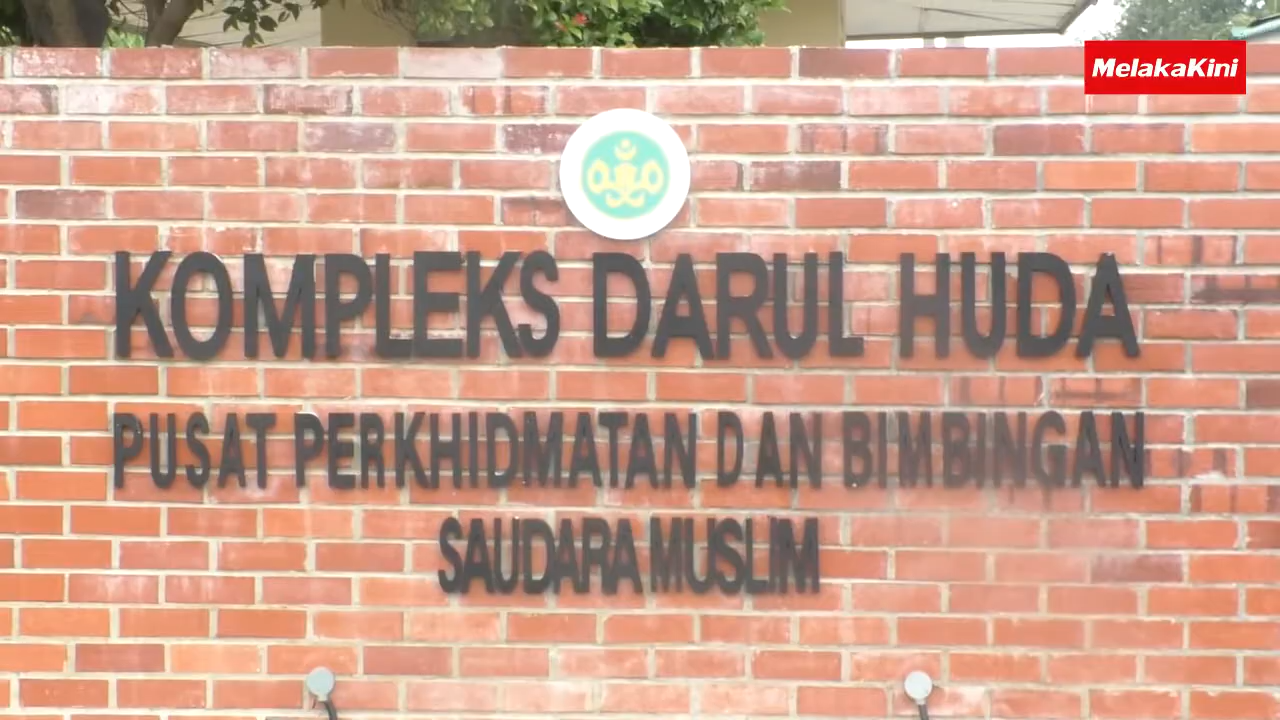 MelakaKini
KOMPLEKS DARUL HUDA
PUSAT PERKHIDMATAN DAN BIMBINGAN
SAUDARA MUSLIM